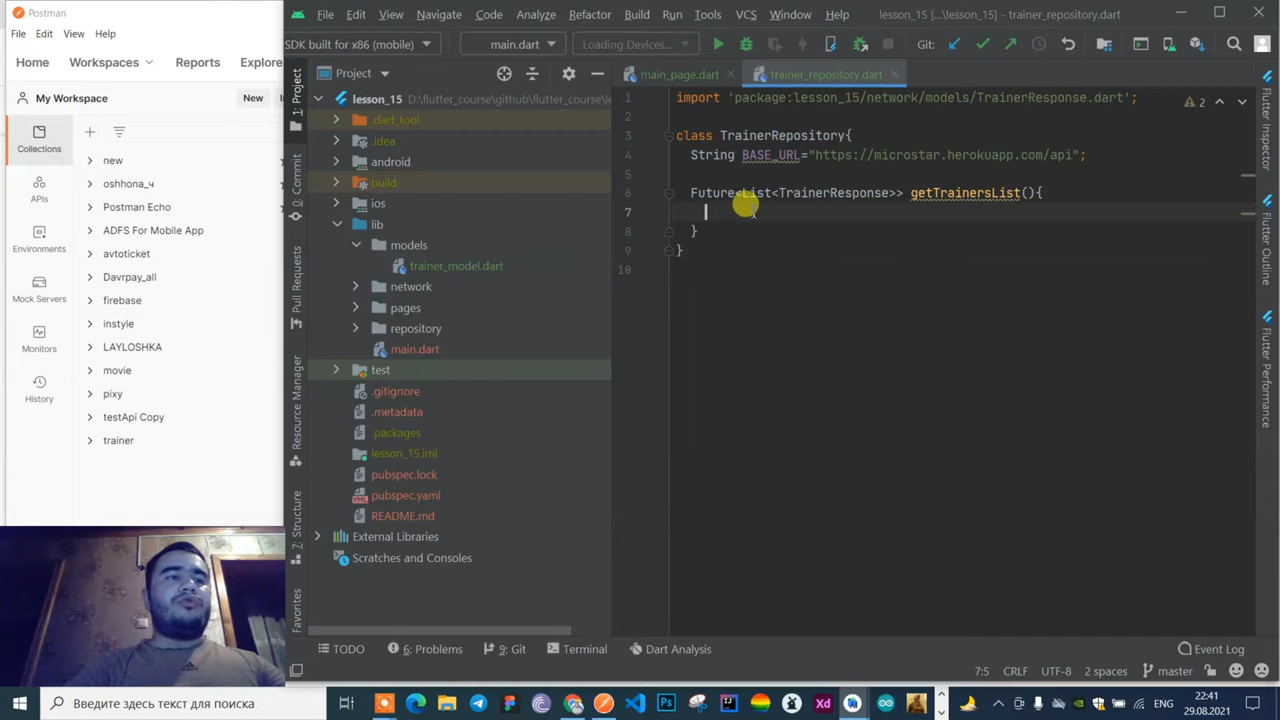 Postman
File Edit View Help
Home Workspaces Reports Explore
My Workspace New
Collections
APIs
Environments
Mock Servers
Monitors
History
new
oshhona_ч
Postman Echo
ADFS For Mobile App
avtoticket
Davrpay_all
firebase
instyle
LAYLOSHKA
movie
pixy
testApi Copy
trainer
File Edit View Navigate Code Analyze Refactor Build Run Tools VCS Window Help lesson_15 [...\lesson_15] - trainer_repository.dart
SDK built for x86 (mobile) main.dart Loading Devices... Git:
1: Project
Commit
Pull Requests
Resource Manager
7: Structure
Favorites
Project
lesson_15 D:\flutter_course\github\flutter_course\le
.dart_tool
.idea
android
build
ios
lib
models
trainer_model.dart
network
pages
repository
main.dart
test
.gitignore
.metadata
.packages
lesson_15.iml
pubspec.lock
pubspec.yaml
README.md
External Libraries
Scratches and Consoles
main_page.dart trainer_repository.dart
1 import 'package:lesson_15/network/models/TrainerResponse.dart'; 2
2
3 class TrainerRepository{
4 String BASE_URL="https://microstar.herokuapp.com/api";
5
6 Future<List<TrainerResponse>> getTrainersList(){
7
8 }
9 }
10
Flutter Inspector
Flutter Outline
Flutter Performance
TODO 6: Problems 9: Git Terminal Dart Analysis Event Log
7:5 CRLF UTF-8 2 spaces master
Введите здесь текст для поиска
ENG 22:41
29.08.2021